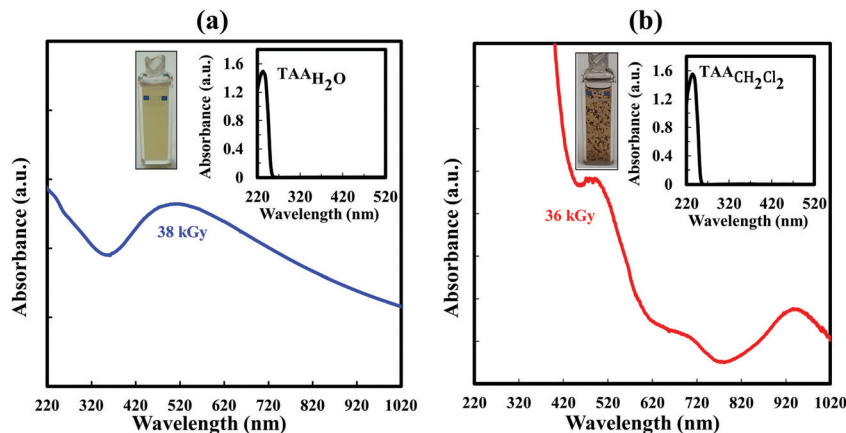 (a)
Absorbance (a.u.)
38 kGy
220 320 420 520 620 720 820 920 1020
Wavelength (nm)
Absorbance (a.u.)
1.6
1.2
0.8
0.4
0
TAAH₂O
220 320 420 520
Wavelength (nm)
(b)
Absorbance (a.u.)
36 kGy
220 320 420 520 620 720 820 920 1020
Wavelength (nm)
Absorbance (a.u.)
1.6
1.2
0.8
0.4
0
TAACH₂Cl₂
220 320 420 520
Wavelength (nm)